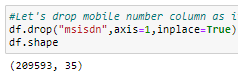 #Let's drop mobile number column as i
df.drop("msisdn",axis=1,inplace=True)
df.shape
(209593, 35)